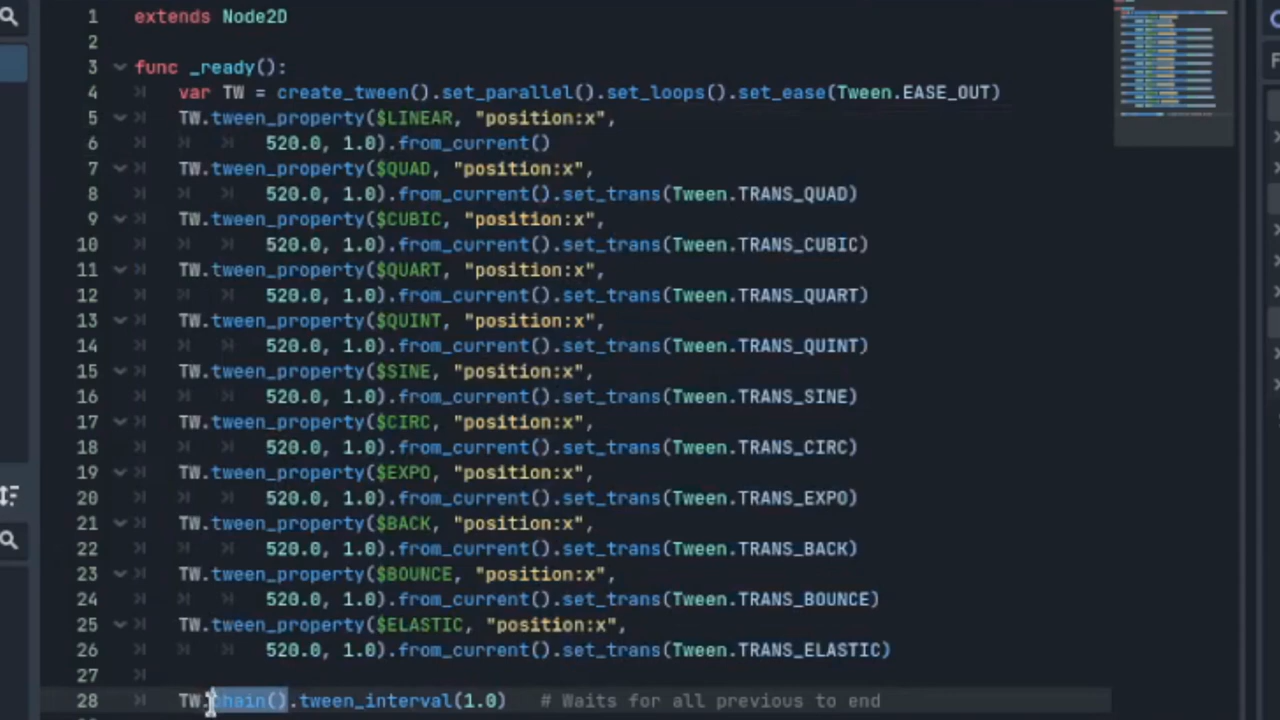 1 extends Node2D
2
3 func _ready():
4 var TW = create_tween().set_parallel().set_loops().set_ease(Tween.EASE_OUT)
5 TW.tween_property($LINEAR, "position:x",
6 520.0, 1.0).from_current()
7 TW.tween_property($QUAD, "position:x",
8 520.0, 1.0).from_current().set_trans(Tween.TRANS_QUAD)
9 TW.tween_property($CUBIC, "position:x",
10 520.0, 1.0).from_current().set_trans(Tween.TRANS_CUBIC)
11 TW.tween_property($QUART, "position:x",
12 520.0, 1.0).from_current().set_trans(Tween.TRANS_QUART)
13 TW.tween_property($QUINT, "position:x",
14 520.0, 1.0).from_current().set_trans(Tween.TRANS_QUINT)
15 TW.tween_property($SINE, "position:x",
16 520.0, 1.0).from_current().set_trans(Tween.TRANS_SINE)
17 TW.tween_property($CIRC, "position:x",
18 520.0, 1.0).from_current().set_trans(Tween.TRANS_CIRC)
19 TW.tween_property($EXPO, "position:x",
20 520.0, 1.0).from_current().set_trans(Tween.TRANS_EXPO)
21 TW.tween_property($BACK, "position:x",
22 520.0, 1.0).from_current().set_trans(Tween.TRANS_BACK)
23 TW.tween_property($BOUNCE, "position:x",
24 520.0, 1.0).from_current().set_trans(Tween.TRANS_BOUNCE)
25 TW.tween_property($ELASTIC, "position:x",
26 520.0, 1.0).from_current().set_trans(Tween.TRANS_ELASTIC)
27
28 TW.chain().tween_interval(1.0) # Waits for all previous to end